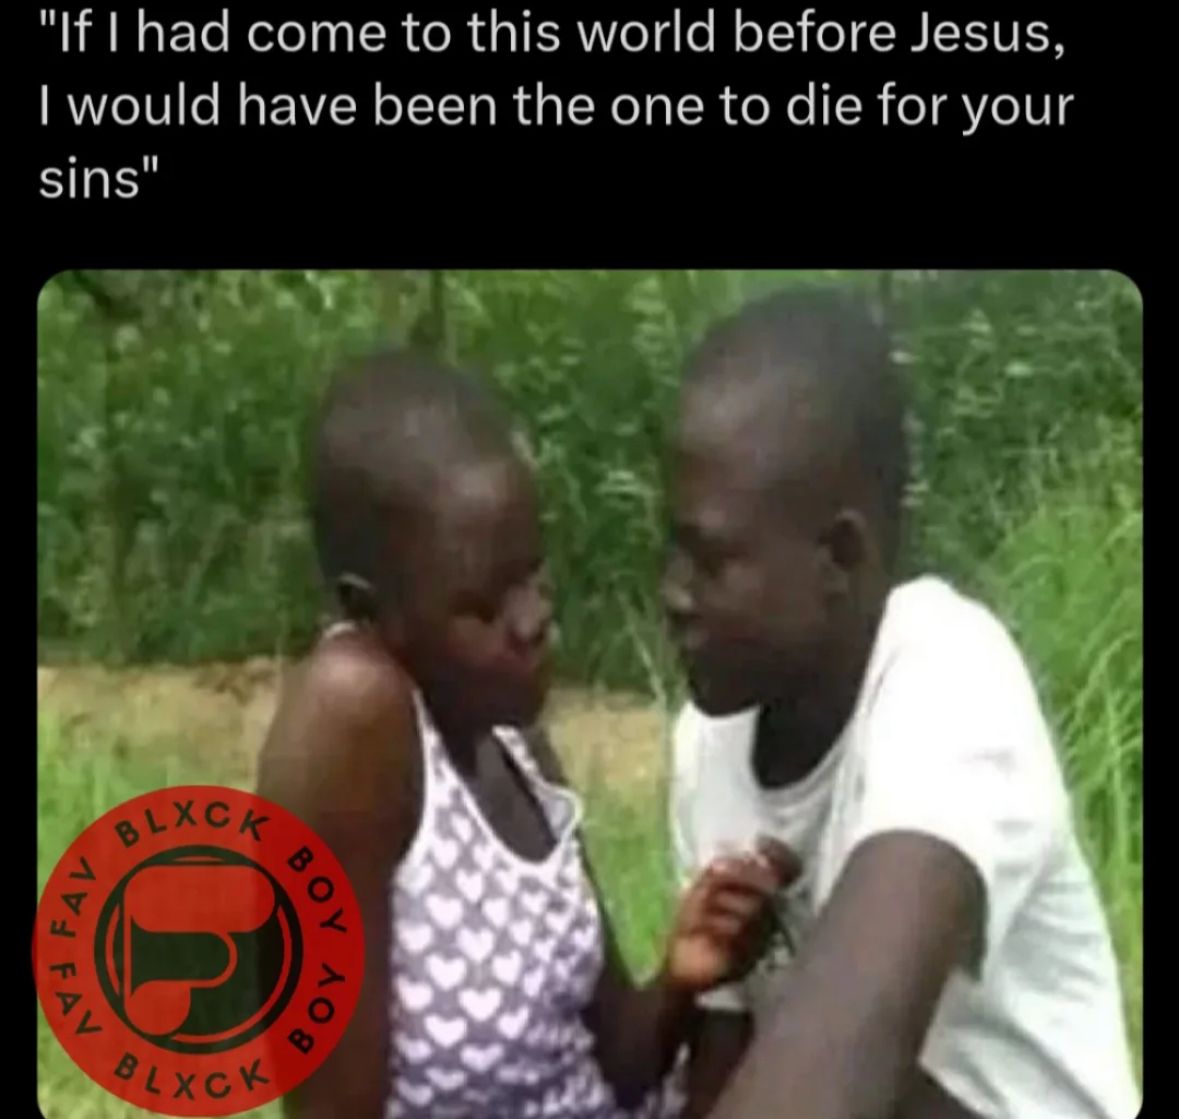 "If I had come to this world before Jesus,
I would have been the one to die for your
sins"
FAV BLXCK BOY
FAV BLXCK BOY